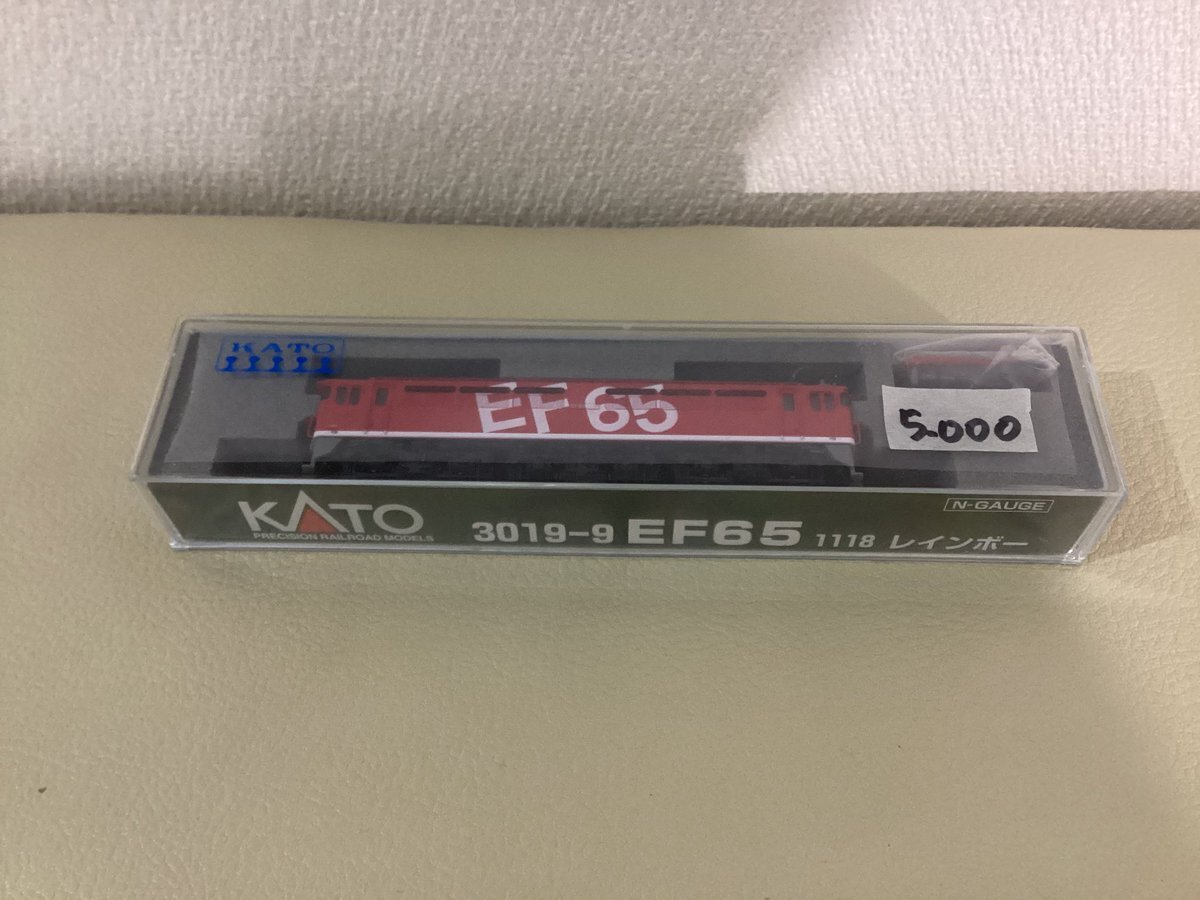 KATO
EF65
5.000
KATO
PRECISION RAILROAD MODELS
3019-9 EF65 1118 レインボー
N-GAUGE